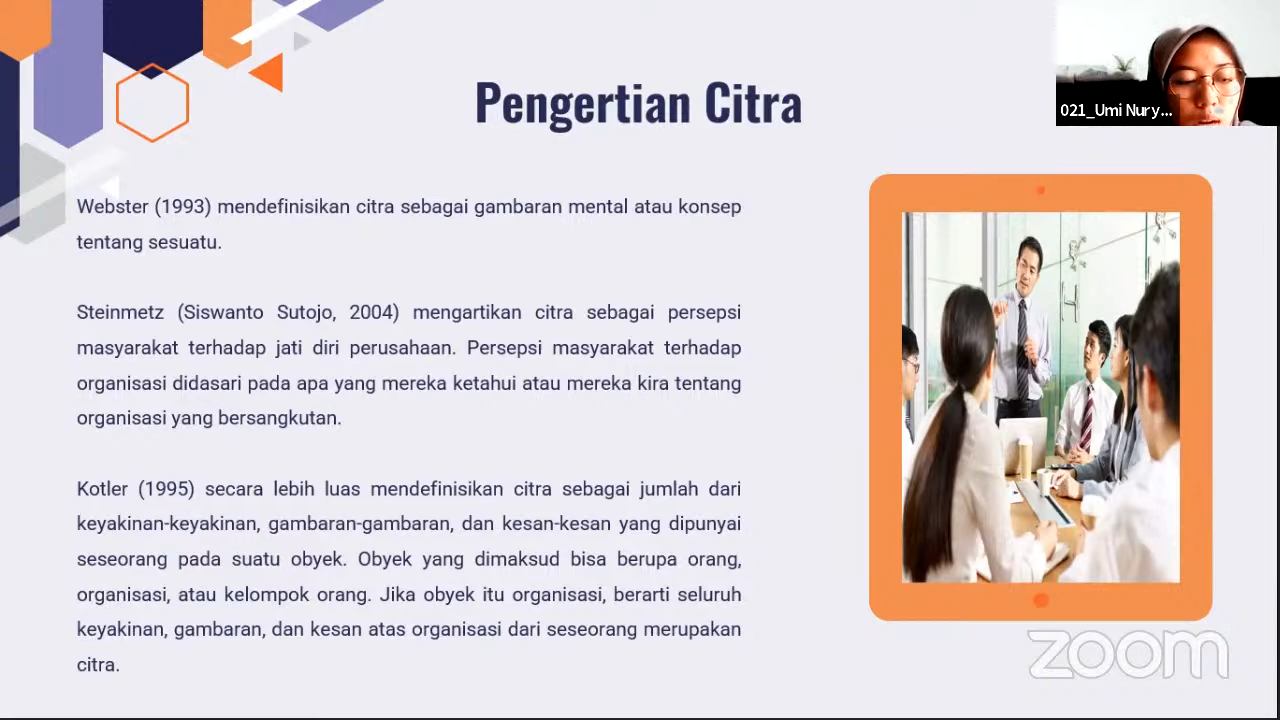 Pengertian Citra
021_Umi Nury...
Webster (1993) mendefinisikan citra sebagai gambaran mental atau konsep
tentang sesuatu.
Steinmetz (Siswanto Sutojo, 2004) mengartikan citra sebagai persepsi
masyarakat terhadap jati diri perusahaan. Persepsi masyarakat terhadap
organisasi didasari pada apa yang mereka ketahui atau mereka kira tentang
organisasi yang bersangkutan.
Kotler (1995) secara lebih luas mendefinisikan citra sebagai jumlah dari
keyakinan-keyakinan, gambaran-gambaran, dan kesan-kesan yang dipunyai
seseorang pada suatu obyek. Obyek yang dimaksud bisa berupa orang,
organisasi, atau kelompok orang. Jika obyek itu organisasi, berarti seluruh
keyakinan, gambaran, dan kesan atas organisasi dari seseorang merupakan
citra.
zoom